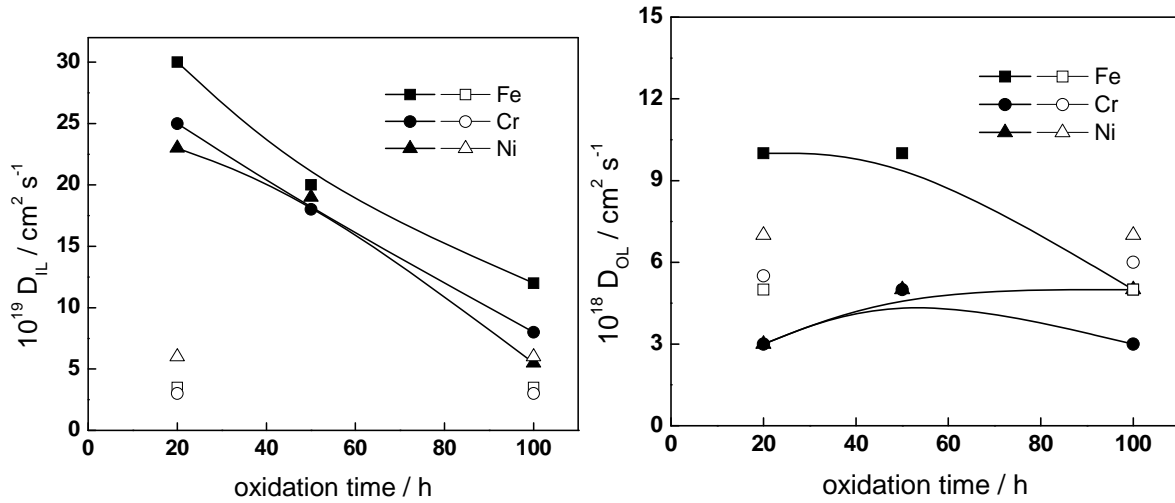 30
25
20
15
10
5
0
10^19 D_IL / cm^2 s^-1
Fe
Cr
Ni
0 20 40 60 80 100
oxidation time / h
15
12
9
6
3
0
10^18 D_OL / cm^2 s^-1
Fe
Cr
Ni
0 20 40 60 80 100
oxidation time / h